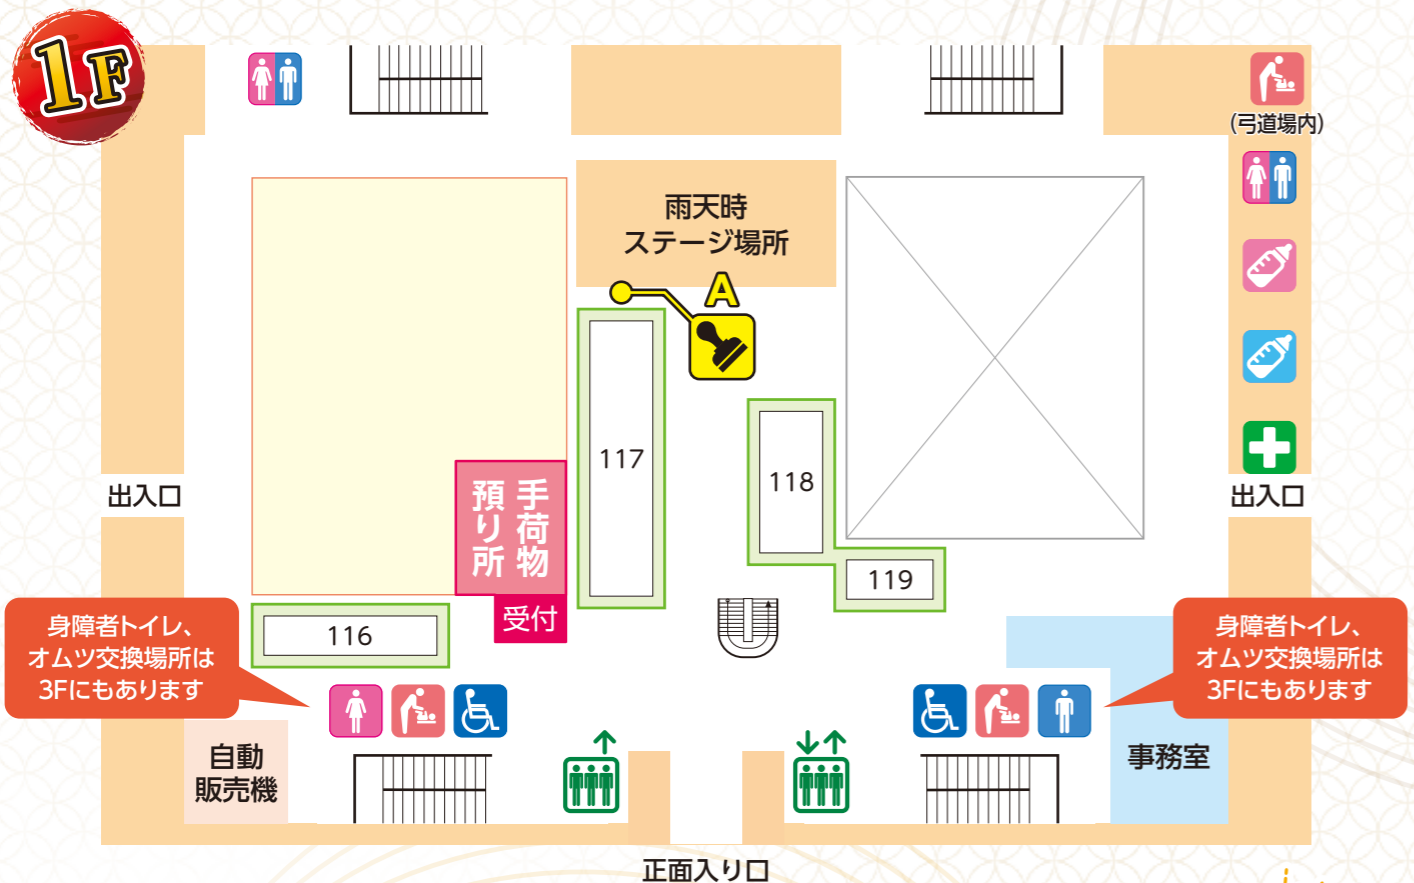 1F
(弓道場内)
雨天時
ステージ場所
A
117
118
119
116
手荷物
預り所
受付
出入口
出入口
身障者トイレ、
オムツ交換場所は
3Fにもあります
身障者トイレ、
オムツ交換場所は
3Fにもあります
自動
販売機
事務室
正面入り口